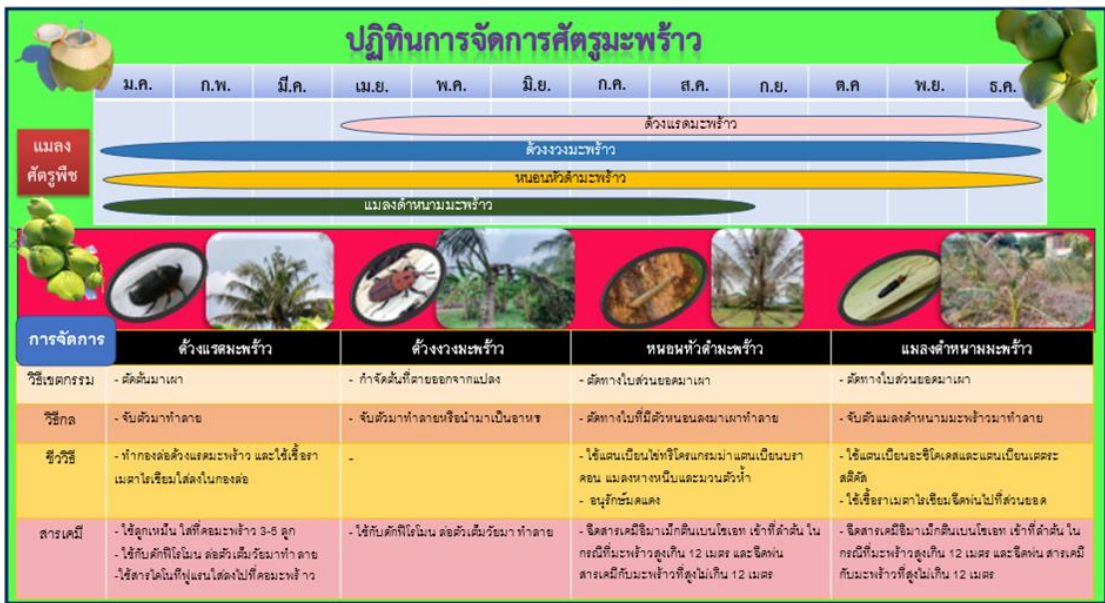 ปฏิทินการจัดการศัตรูมะพร้าว
ม.ค. ก.พ. มี.ค. เม.ย. พ.ค. มิ.ย. ก.ค. ส.ค. ก.ย. ต.ค พ.ย. ธ.ค.
แมลง
ศัตรูพืช
ด้วงแรดมะพร้าว
ด้วงงวงมะพร้าว
หนอนหัวดำมะพร้าว
แมลงดำหนามมะพร้าว
การจัดการ
ด้วงแรดมะพร้าว ด้วงงวงมะพร้าว หนอนหัวดำมะพร้าว แมลงดำหนามมะพร้าว
วิธีเขตกรรม
- ตัดต้นมาเผา
- กำจัดต้นที่ตายออกจากแปลง
- ตัดทางใบส่วนยอดมาเผา
- ตัดทางใบส่วนยอดมาเผา
วิธีกล
- จับตัวมาทำลาย
- จับตัวมาทำลายหรือนำมาเป็นอาหาร
- ตัดทางใบที่มีตัวหนอนลงมาเผาทำลาย
- จับตัวแมลงดำหนามมะพร้าวมาทำลาย
ชีววิธี
- ทำกองล่อด้วงแรดมะพร้าว และใช้เชื้อรา
เมตาไรเซียมใส่ลงในกองล่อ
-
- ใช้แตนเบียนไข่ทริโครแกรมม่า แตนเบียนบรา
คอน แมลงหางหนีบและมวนตัวห้ำ
- อนุรักษ์มดแดง
- ใช้แตนเบียนอะซีโคเดสและแตนเบียนเตตระ
สติคัส
- ใช้เชื้อราเมตาไรเซียมฉีดพ่นไปที่ส่วนยอด
สารเคมี
- ใช้ลูกเหม็น ใส่ที่คอมะพร้าว 3-5 ลูก
- ใช้กับดักฟีโรโมน ล่อตัวเต็มวัยมาทำ ลาย
-ใช้สารไดโนทีฟูแรนใส่ลงไปที่คอมะพร้ าว
- ใช้กับดักฟีโรโมน ล่อตัวเต็มวัยมา ทำลาย
- ฉีดสารเคมีอิมาเม็กตินเบนโซเอท เข้าที่ลำต้น ใน
กรณีที่มะพร้าวสูงเกิน 12 เมตร และฉีดพ่น
สารเคมีกับมะพร้าวที่สูงไม่เกิน 12 เมตร
- ฉีดสารเคมีอิมาเม็กตินเบนโซเอท เข้าที่ลำต้น ใน
กรณีที่มะพร้าวสูงเกิน 12 เมตร และฉีดพ่น สารเคมี
กับมะพร้าวที่สูงไม่เกิน 12 เมตร